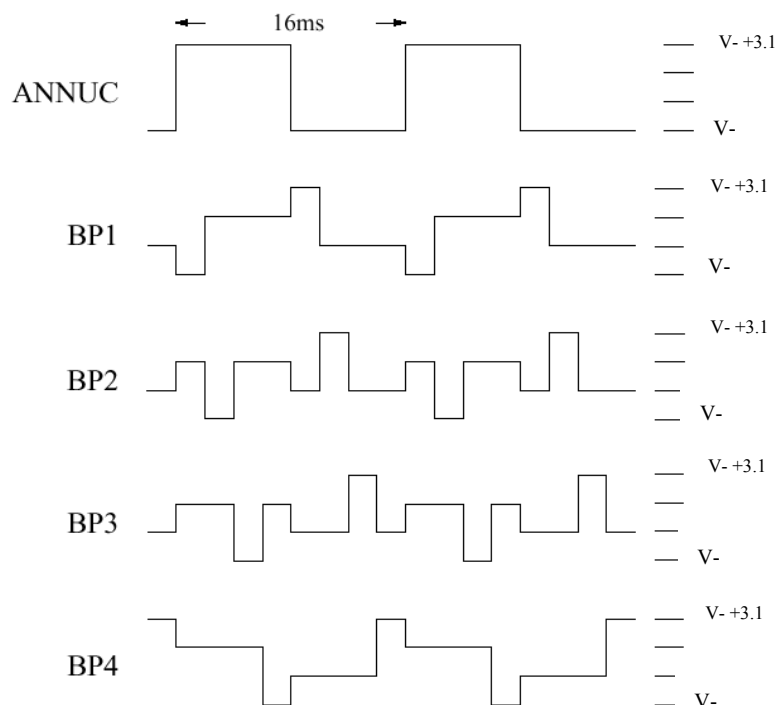 16ms
ANNUC
V- +3.1
V-
BP1
V- +3.1
V-
BP2
V- +3.1
V-
BP3
V- +3.1
V-
BP4
V- +3.1
V-